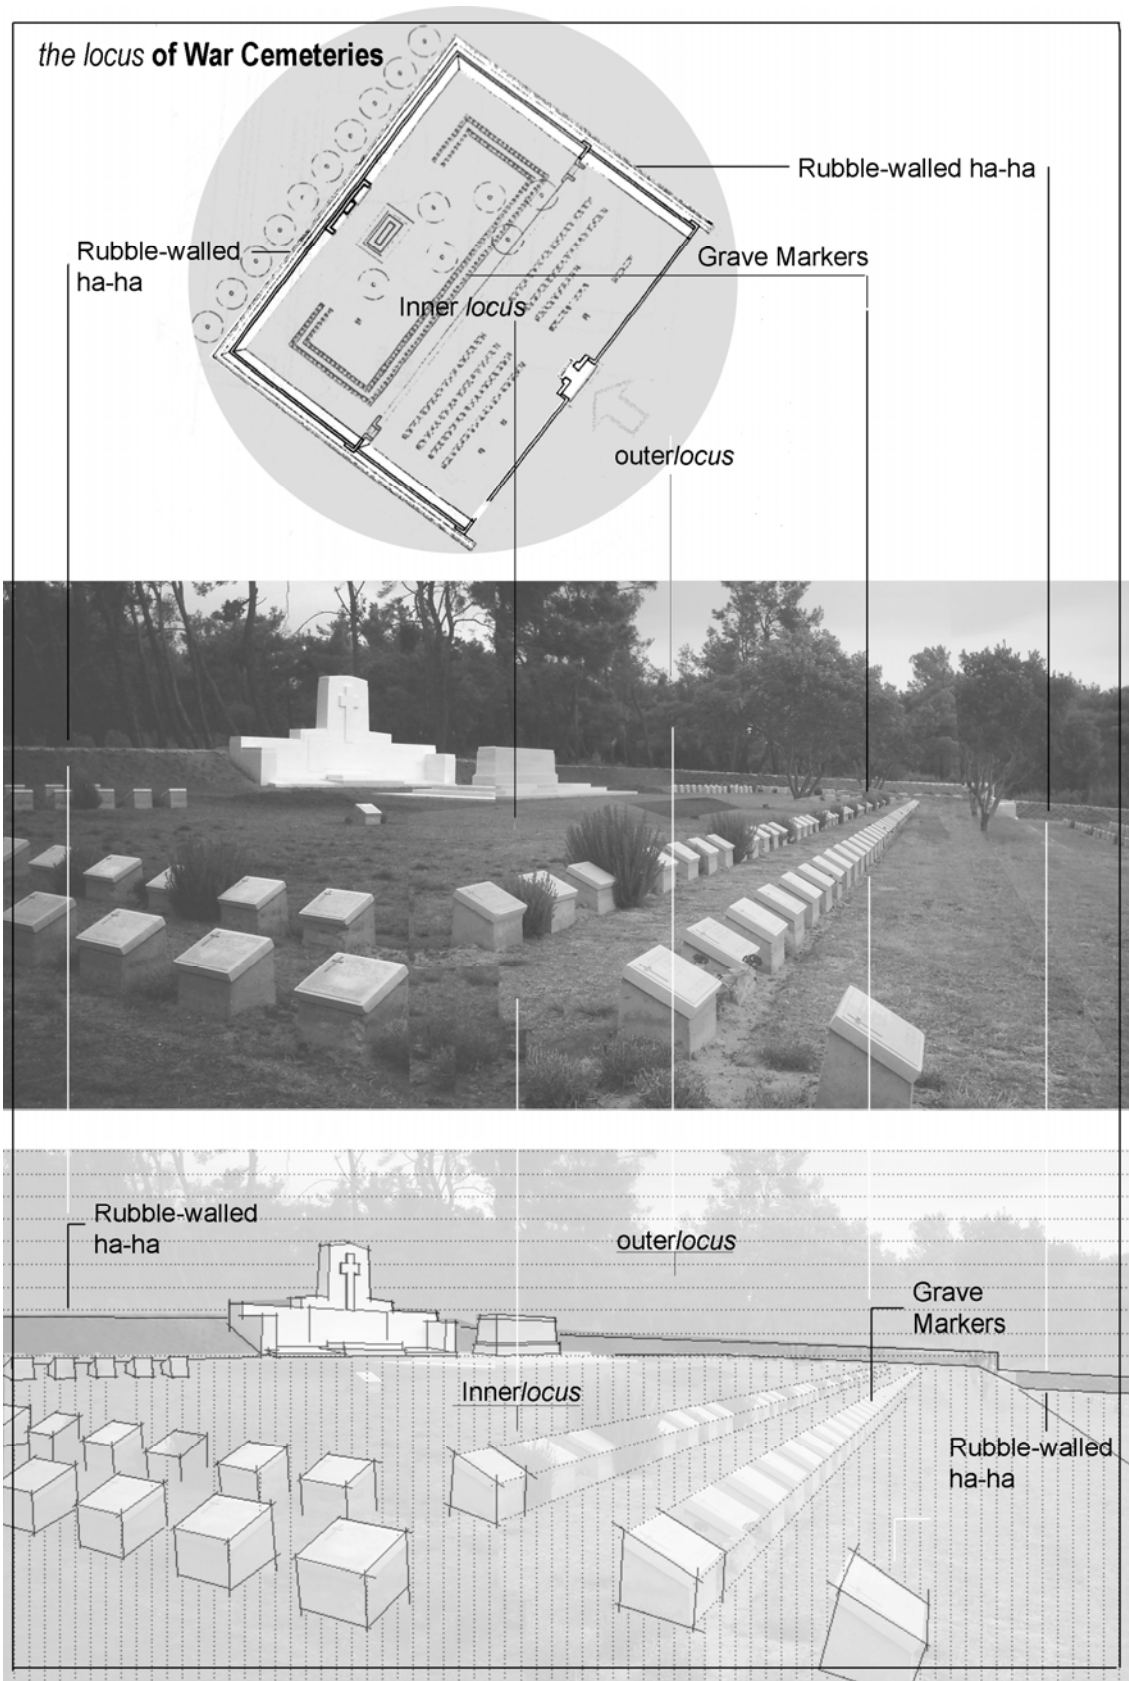 the locus of War Cemeteries
Rubble-walled ha-ha
Rubble-walled
ha-ha
Grave Markers
Inner locus
outerlocus
Rubble-walled
ha-ha
outerlocus
Grave
Markers
Innerlocus
Rubble-walled
ha-ha